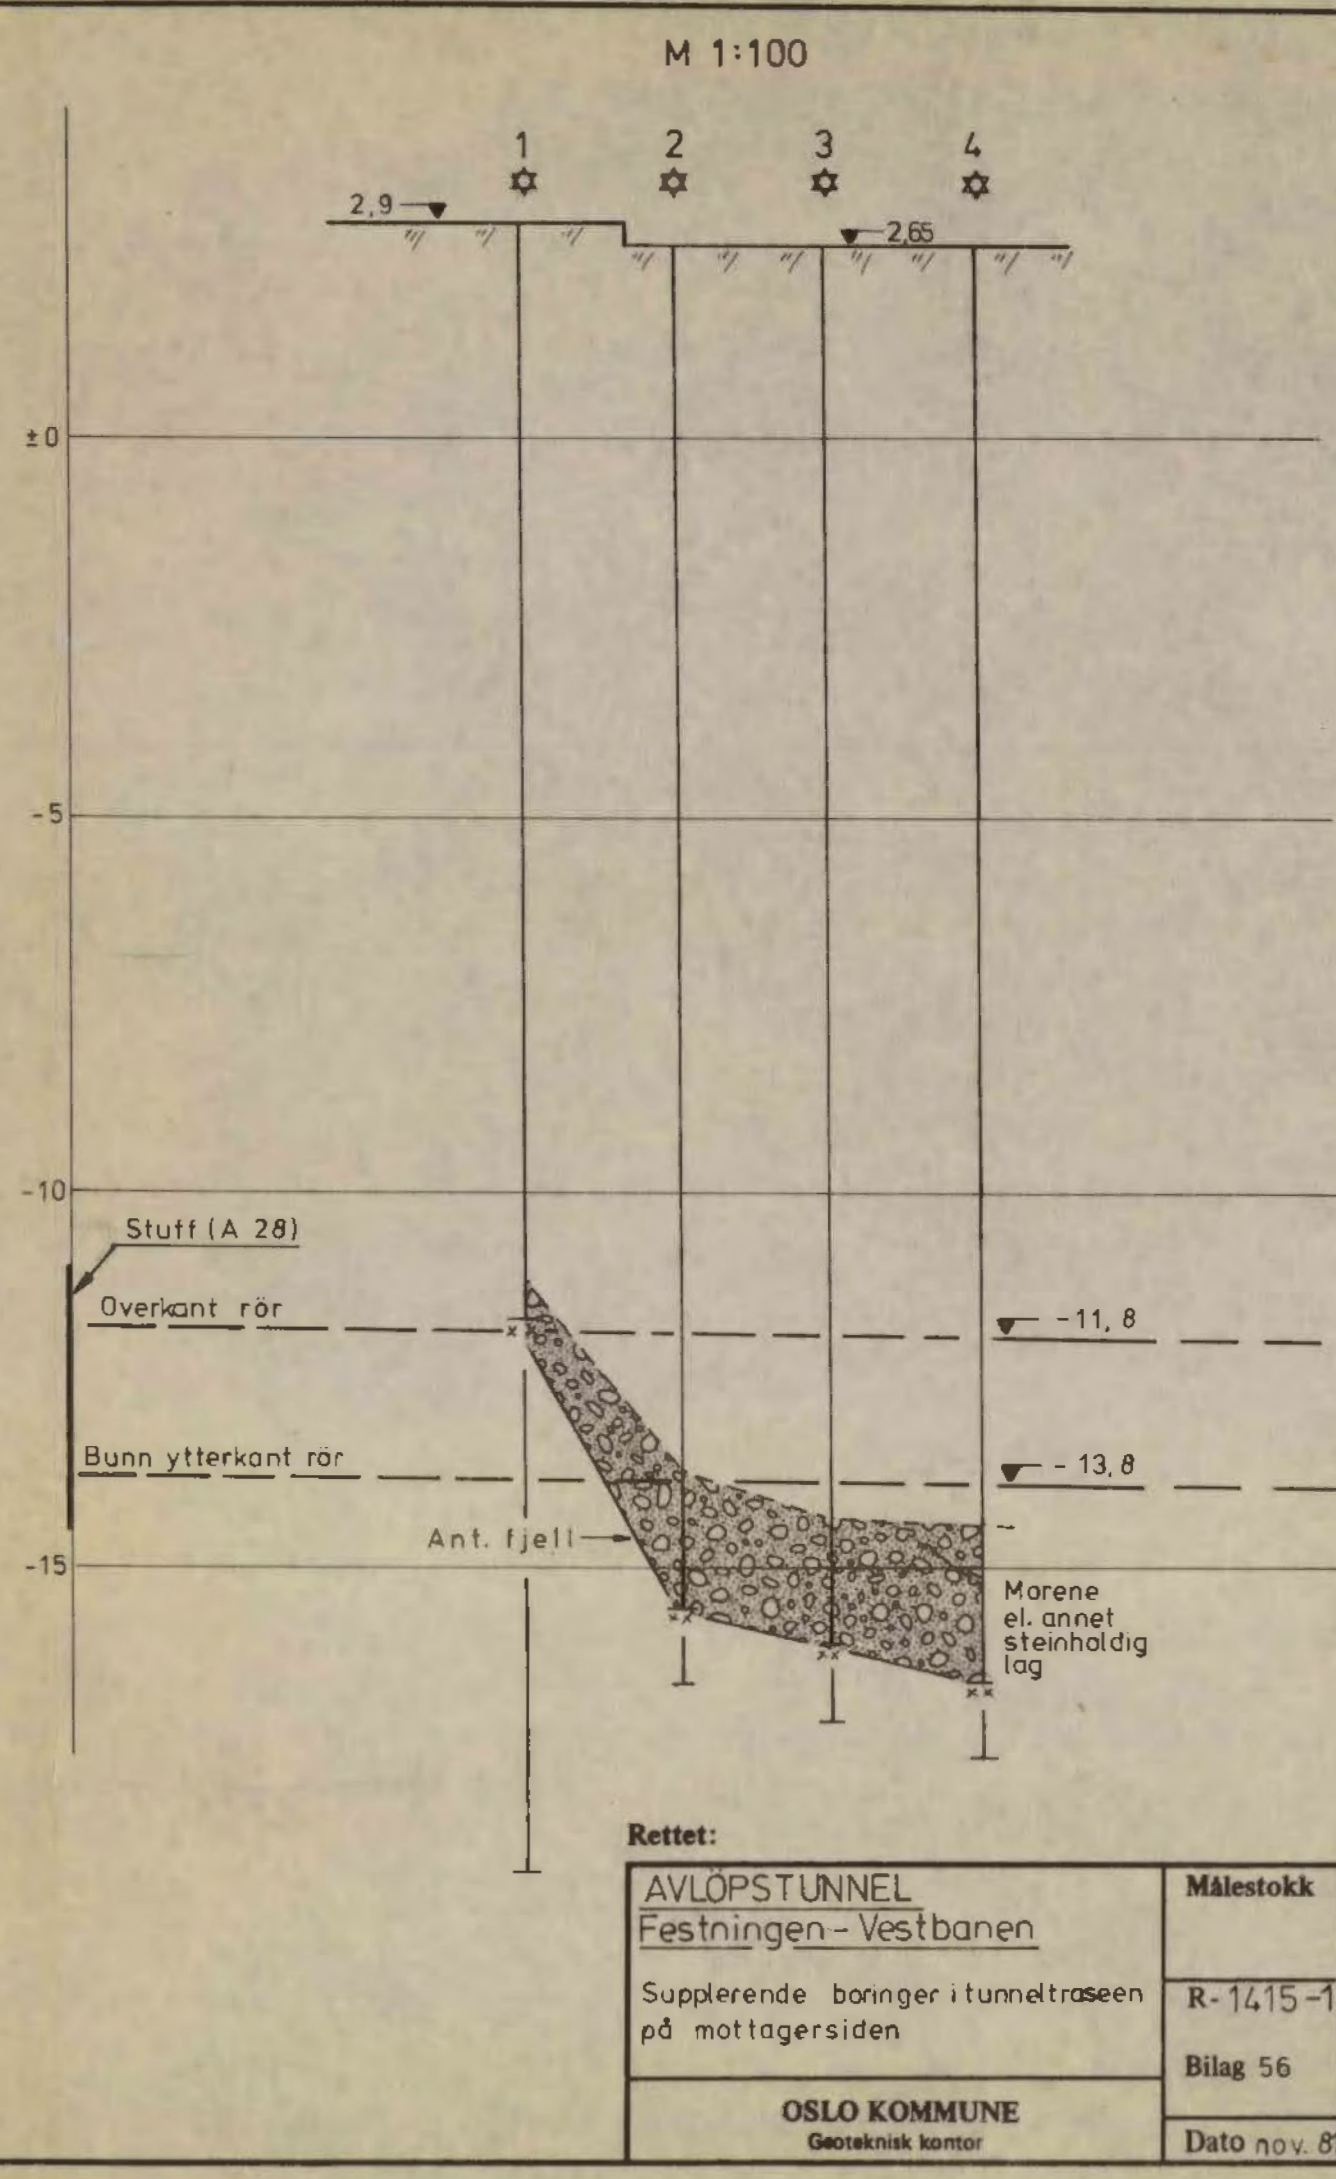 M 1:100
1 2 3 4
2,9
2,65
±0
-5
-10
Stuff (A 28)
Overkant rör
-11,8
Bunn ytterkant rör
-13,8
Ant. fjell
-15
Morene
el. annet
steinholdig
lag
Rettet:
AVLÖPSTUNNEL
Festningen - Vestbanen
Supplerende boringer i tunneltraseen
på mottagersiden
OSLO KOMMUNE
Geoteknisk kontor
Målestokk
R-1415-1
Bilag 56
Dato nov.